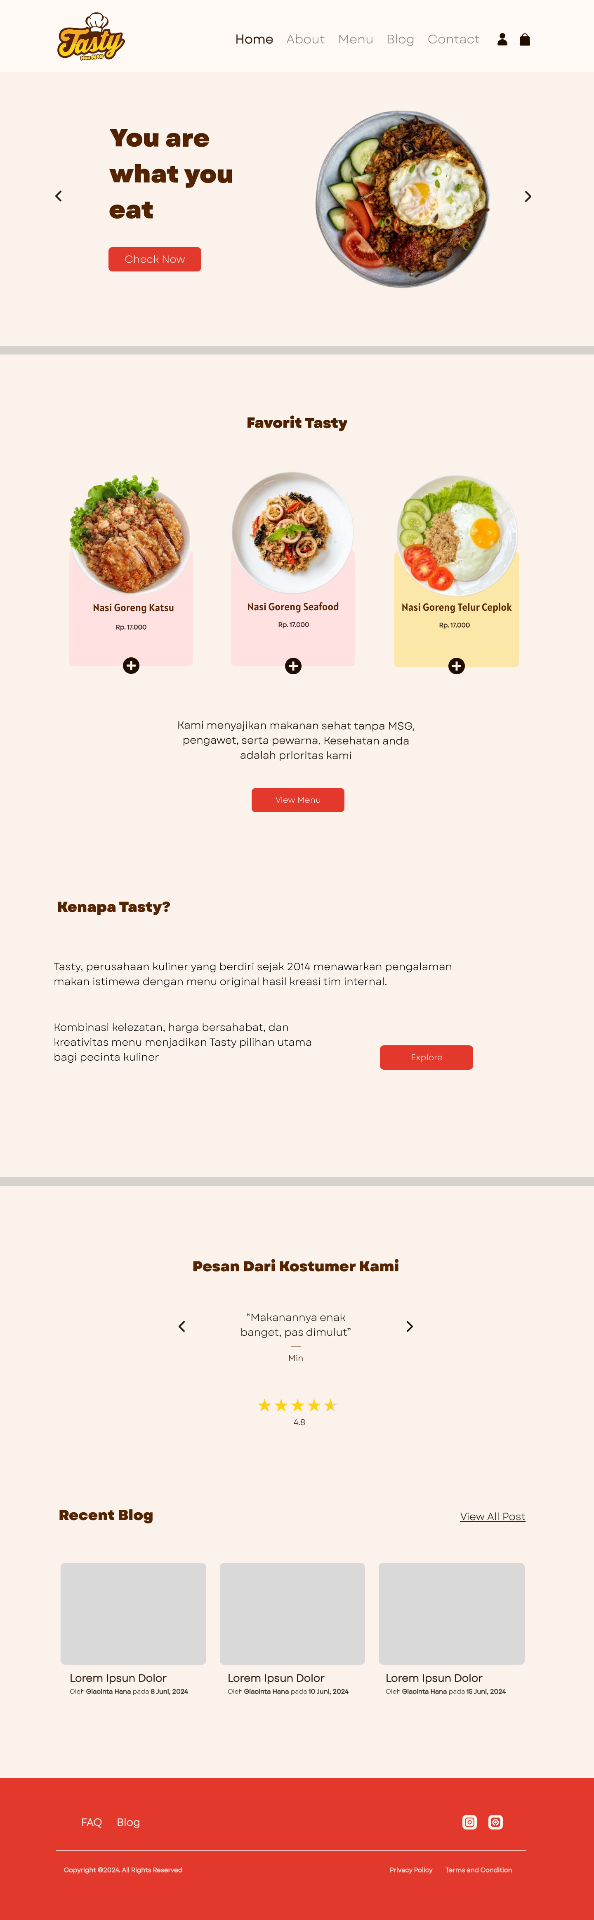 Tasty
Home About Menu Blog Contact
You are
what you
eat
Check Now
Favorit Tasty
Nasi Goreng Katsu
Rp. 17.000
Nasi Goreng Seafood
Rp. 17.000
Nasi Goreng Telur Ceplok
Rp. 17.000
Kami menyajikan makanan sehat tanpa MSG,
pengawet, serta pewarna. Kesehatan anda
adalah prioritas kami
View Menu
Kenapa Tasty?
Tasty, perusahaan kuliner yang berdiri sejak 2014 menawarkan pengalaman
makan istimewa dengan menu original hasil kreasi tim internal.
Kombinasi kelezatan, harga bersahabat, dan
kreativitas menu menjadikan Tasty pilihan utama
bagi pecinta kuliner
Explore
Pesan Dari Kostumer Kami
“Makanannya enak
banget, pas dimulut”
—
Min
4.8
Recent Blog
View All Post
Lorem Ipsun Dolor
Oleh Giacinta Hana pada 8 Juni, 2024
Lorem Ipsun Dolor
Oleh Giacinta Hana pada 10 Juni, 2024
Lorem Ipsun Dolor
Oleh Giacinta Hana pada 15 Juni, 2024
FAQ Blog
Copyright @2024. All Rights Reserved
Privacy Policy Terms and Condition